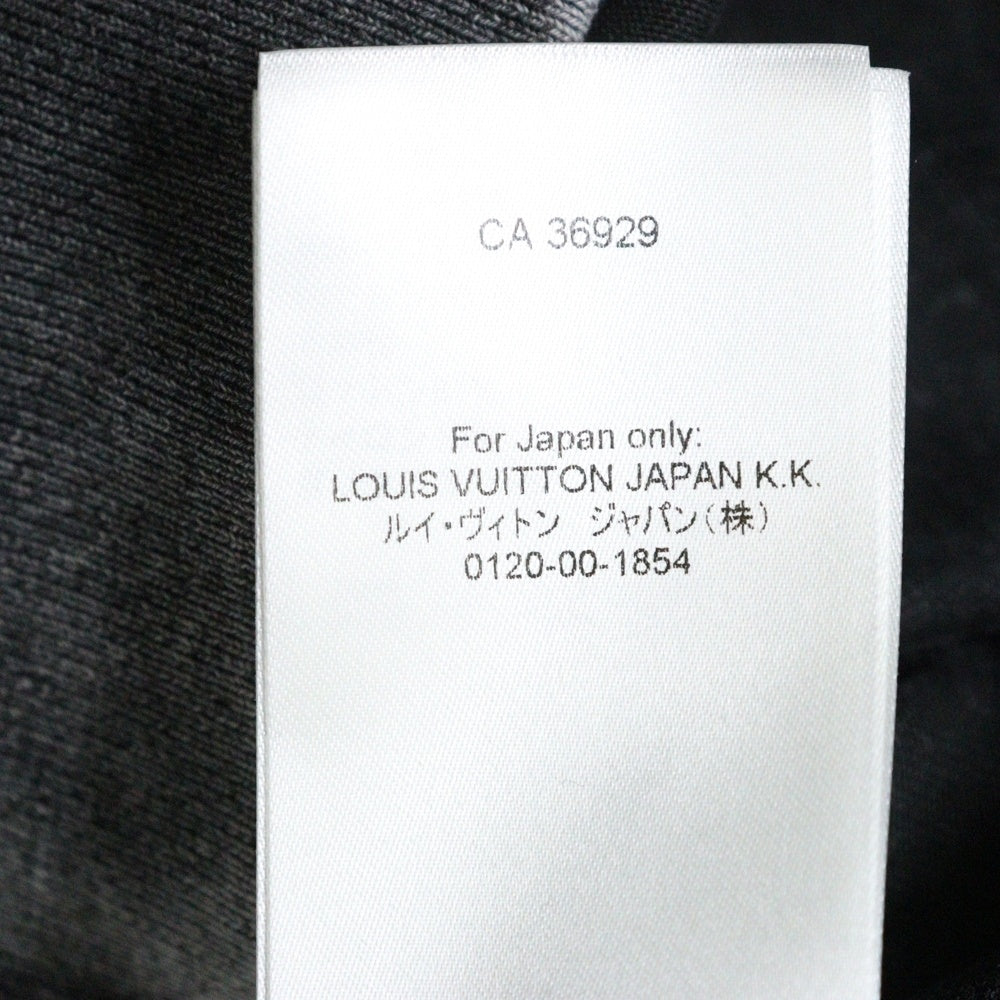 CA 36929
For Japan only:
LOUIS VUITTON JAPAN K.K.
ルイ・ヴィトン　ジャパン(株)
0120-00-1854